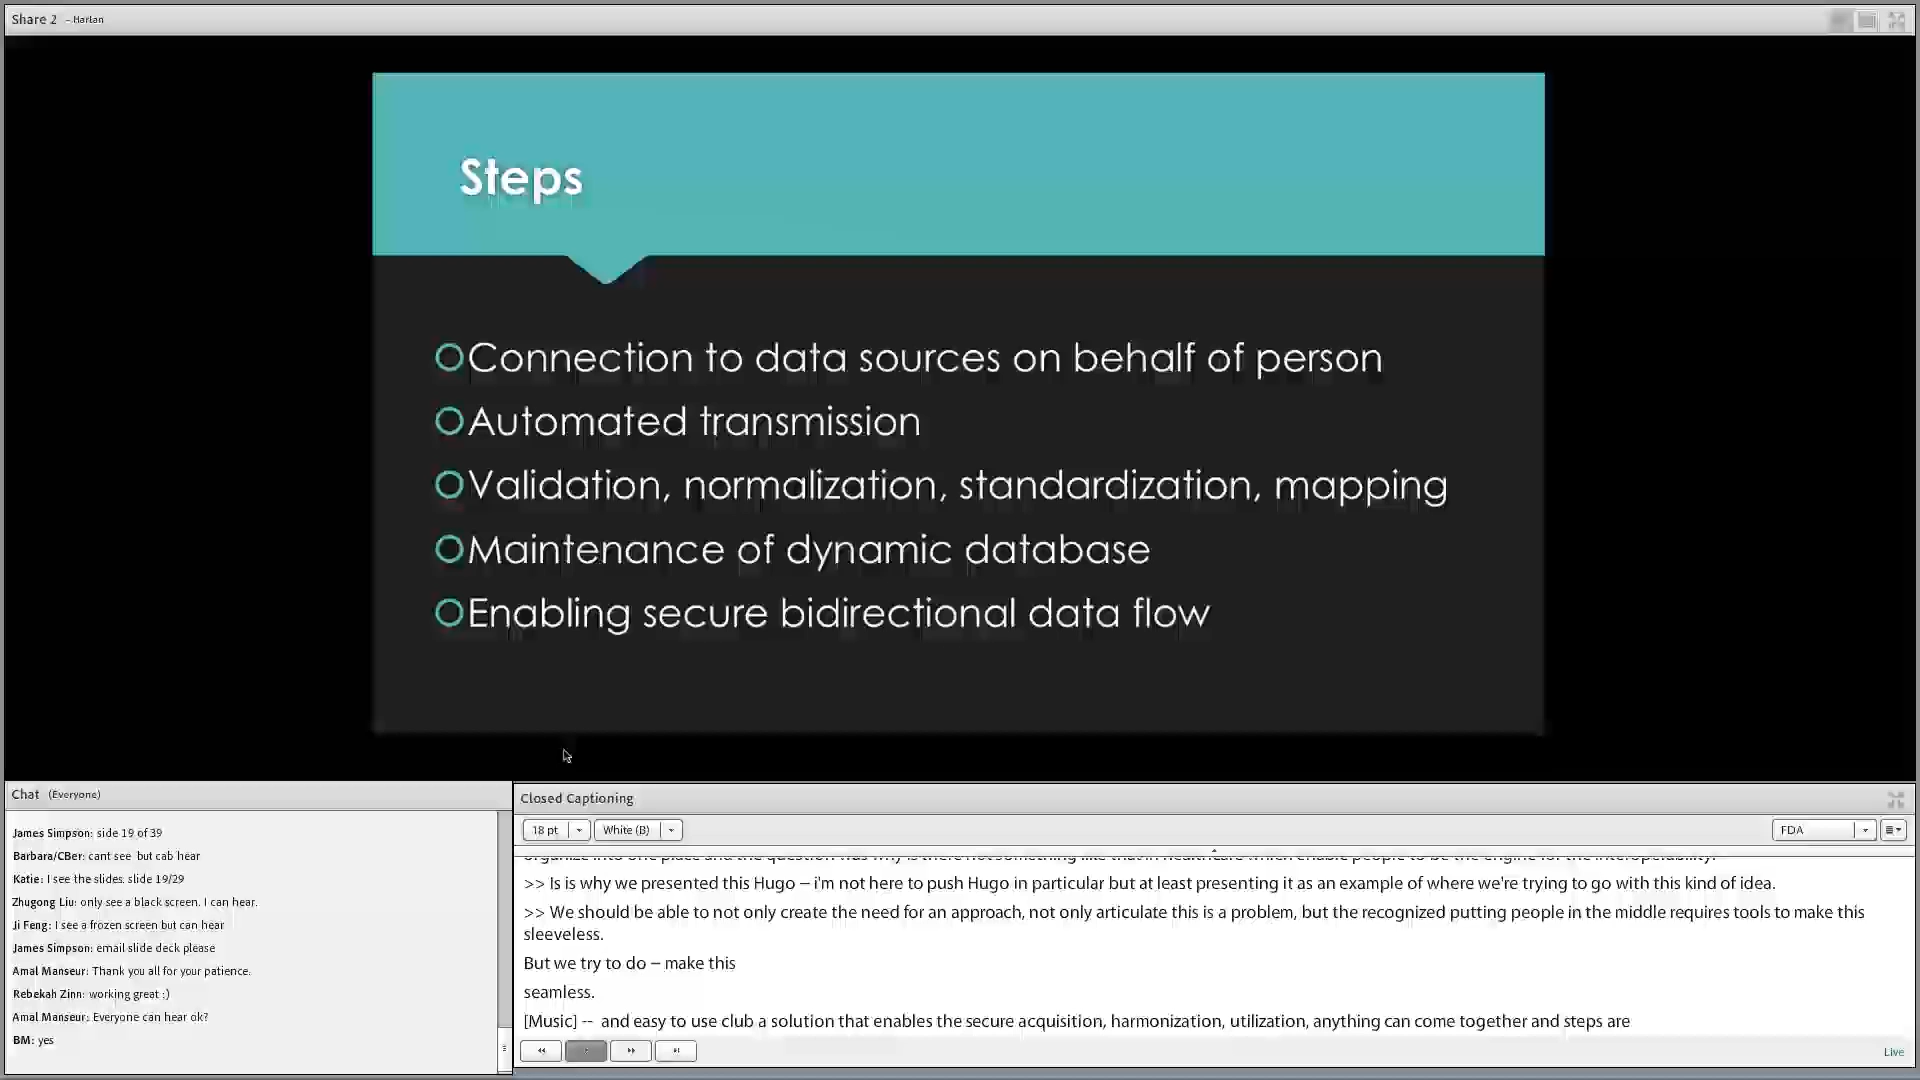 Share 2 - Harlan
Steps
Connection to data sources on behalf of person
Automated transmission
Validation, normalization, standardization, mapping
Maintenance of dynamic database
Enabling secure bidirectional data flow
Chat (Everyone)
James Simpson: side 19 of 39
Barbara/CBer: cant see but cab hear
Katie: I see the slides. slide 19/29
Zhugong Liu: only see a black screen. I can hear.
Ji Feng: I see a frozen screen but can hear
James Simpson: email slide deck please
Amal Manseur: Thank you all for your patience.
Rebekah Zinn: working great :)
Amal Manseur: Everyone can hear ok?
BM: yes
Closed Captioning
18 pt White (B) FDA
organize into one place and the question was why is there not something like that in healthcare which enable people to be the engine for the interoperability.
>> Is is why we presented this Hugo – i'm not here to push Hugo in particular but at least presenting it as an example of where we're trying to go with this kind of idea.
>> We should be able to not only create the need for an approach, not only articulate this is a problem, but the recognized putting people in the middle requires tools to make this
sleeveless.
But we try to do – make this
seamless.
[Music] -- and easy to use club a solution that enables the secure acquisition, harmonization, utilization, anything can come together and steps are
Live